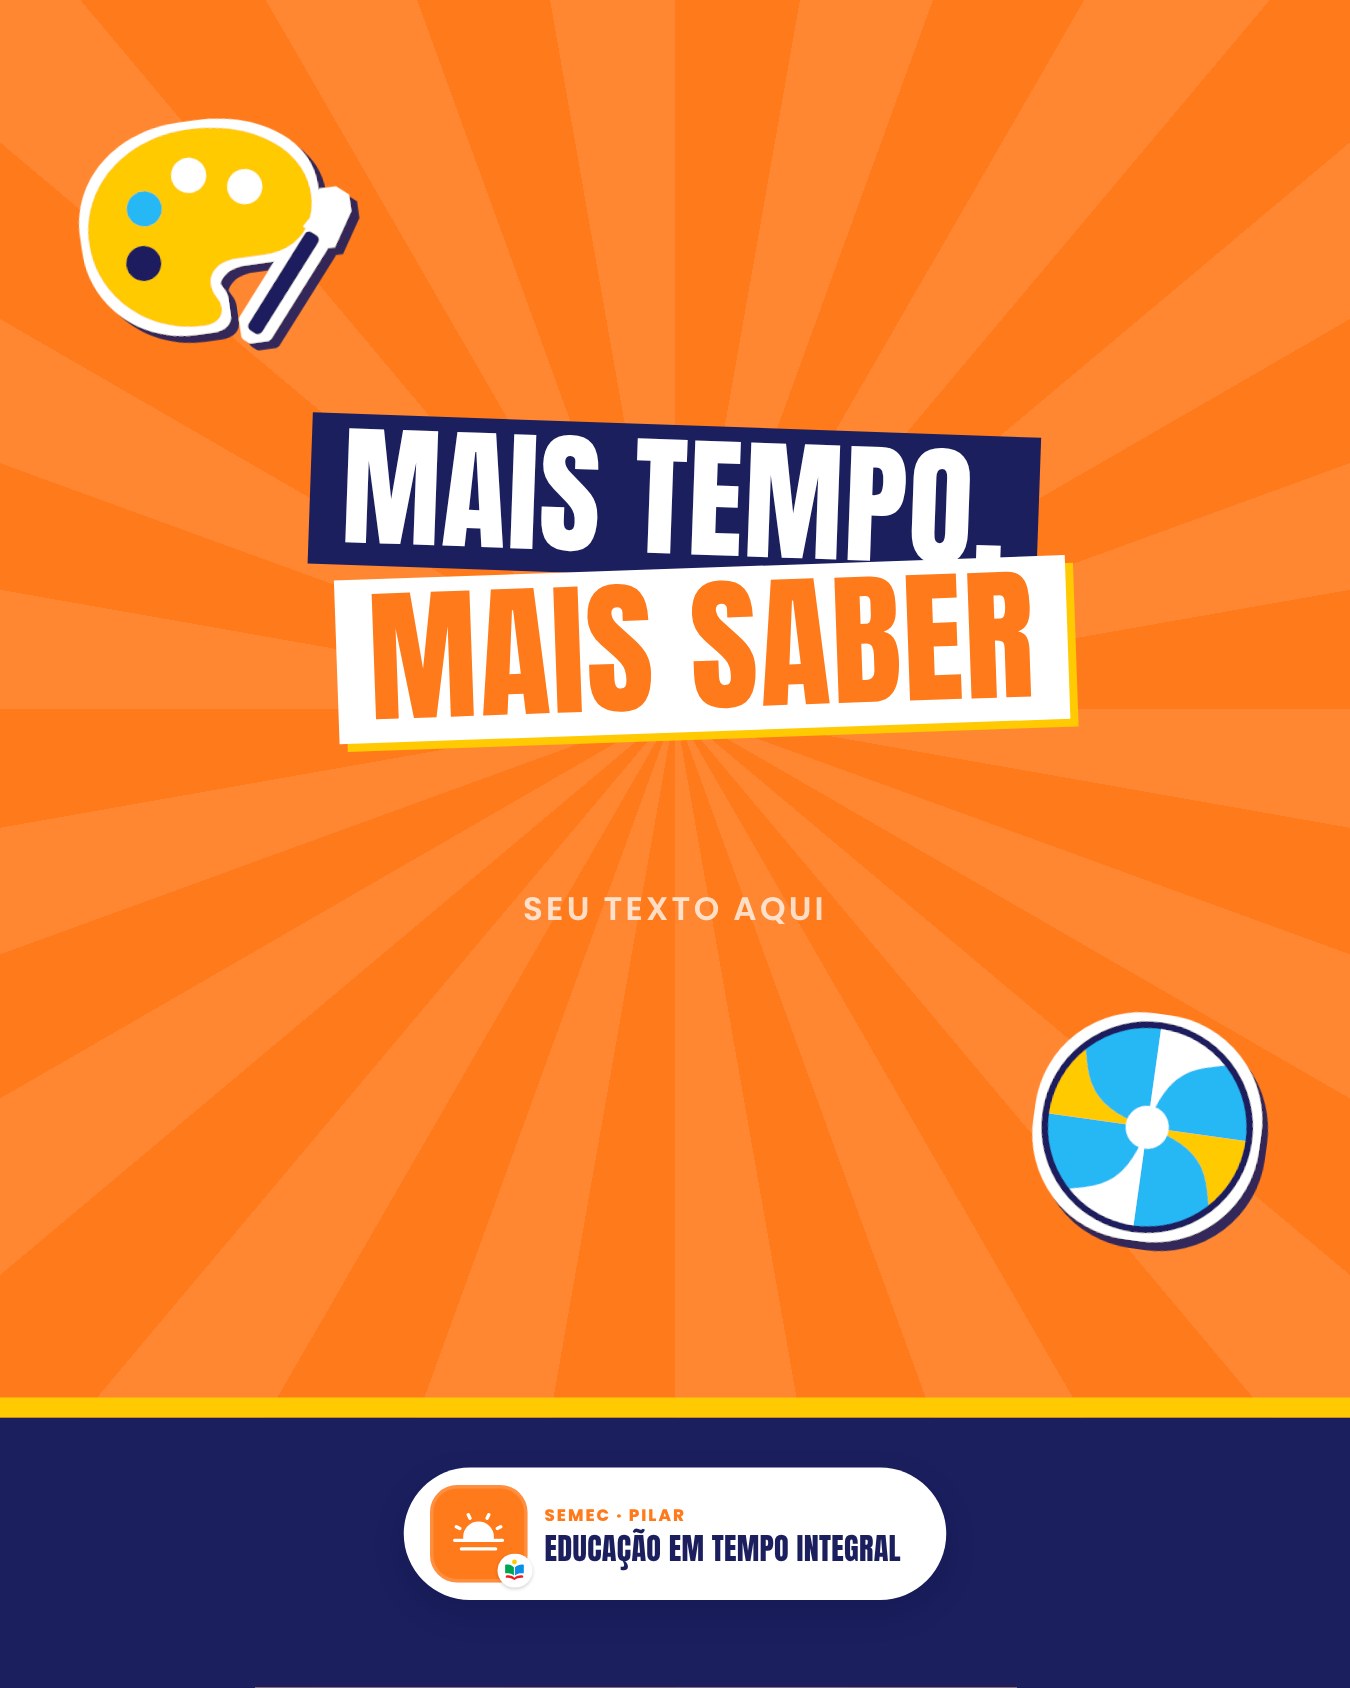 MAIS TEMPO,
MAIS SABER
SEU TEXTO AQUI
SEMEC · PILAR
EDUCAÇÃO EM TEMPO INTEGRAL